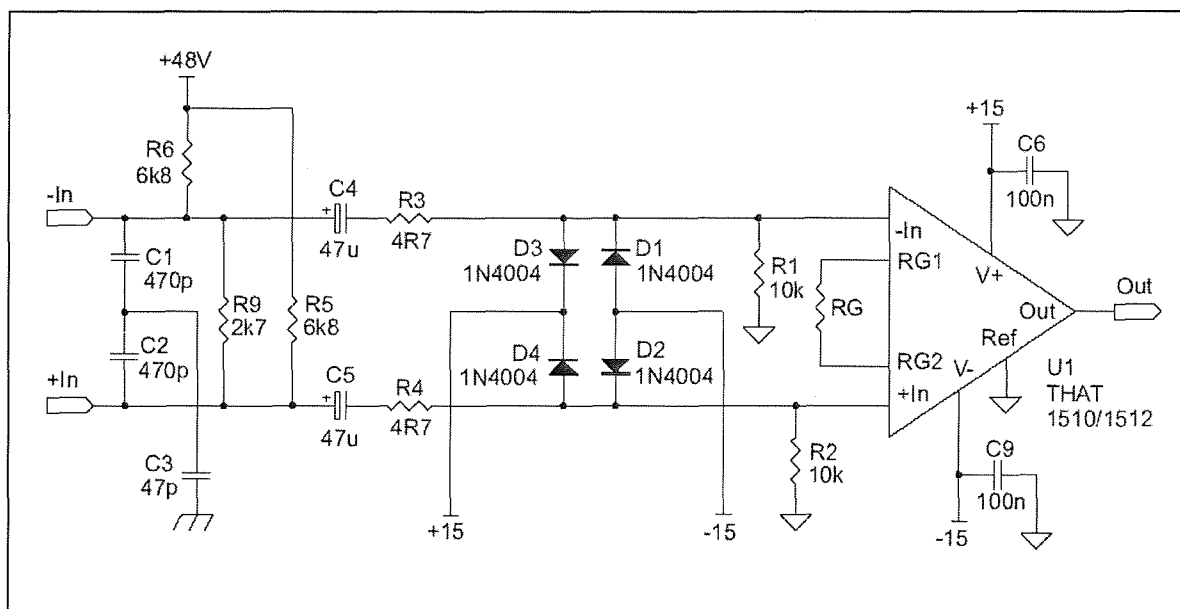 +48V
R6
6k8
-In
C1
470p
C2
470p
+In
C3
47p
R9
2k7
R5
6k8
C4
+
47u
R3
4R7
C5
+
47u
R4
4R7
D3
1N4004
D1
1N4004
D4
1N4004
D2
1N4004
+15
-15
R1
10k
R2
10k
+15
C6
100n
-In
RG1
RG
RG2
+In
V+
Out
Ref
V-
Out
U1
THAT
1510/1512
C9
100n
-15